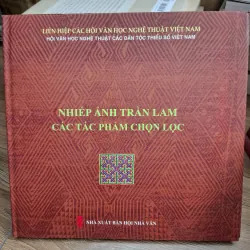 LIÊN HIỆP CÁC HỘI VĂN HỌC NGHỆ THUẬT VIỆT NAM
HỘI VĂN HỌC NGHỆ THUẬT CÁC DÂN TỘC THIỂU SỐ VIỆT NAM
NHIẾP ẢNH TRẦN LAM
CÁC TÁC PHẨM CHỌN LỌC
NHÀ XUẤT BẢN HỘI NHÀ VĂN